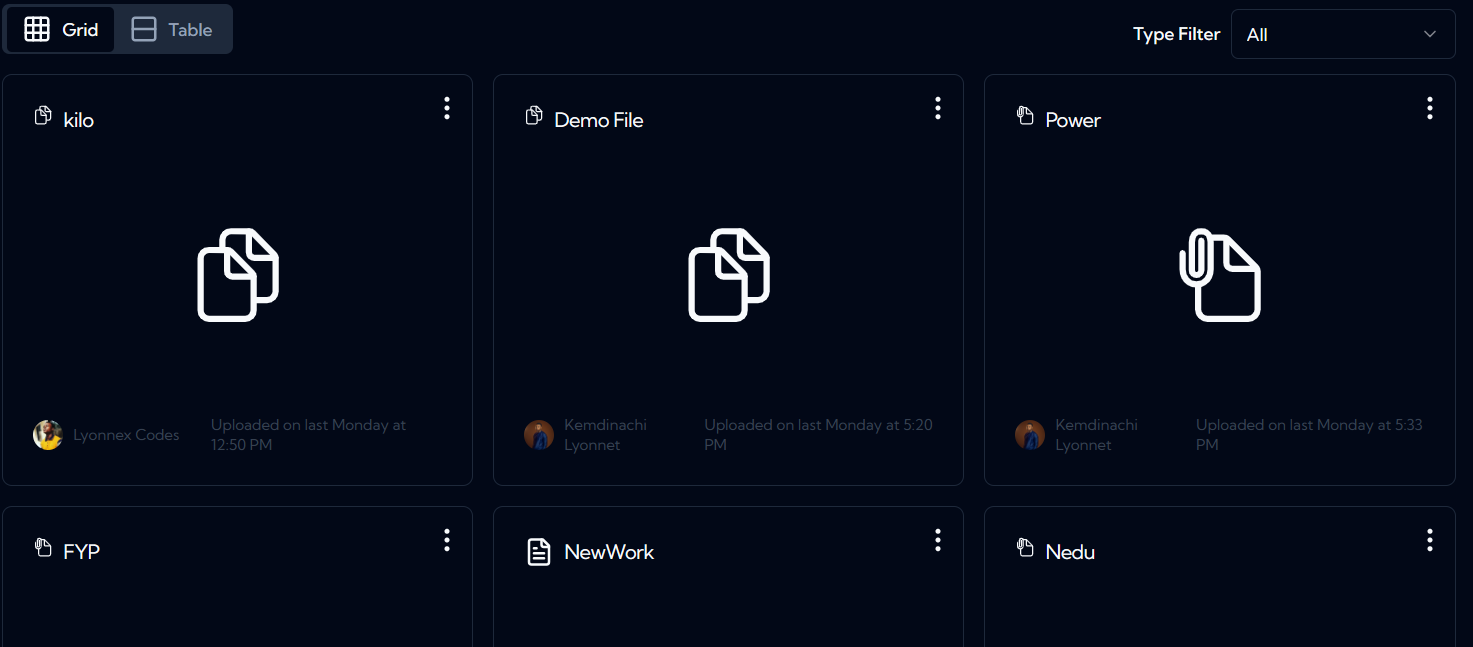 Grid Table
Type Filter All
kilo
Demo File
Power
Lyonnex Codes
Uploaded on last Monday at
12:50 PM
Kemdinachi
Lyonnet
Uploaded on last Monday at 5:20
PM
Kemdinachi
Lyonnet
Uploaded on last Monday at 5:33
PM
FYP
NewWork
Nedu